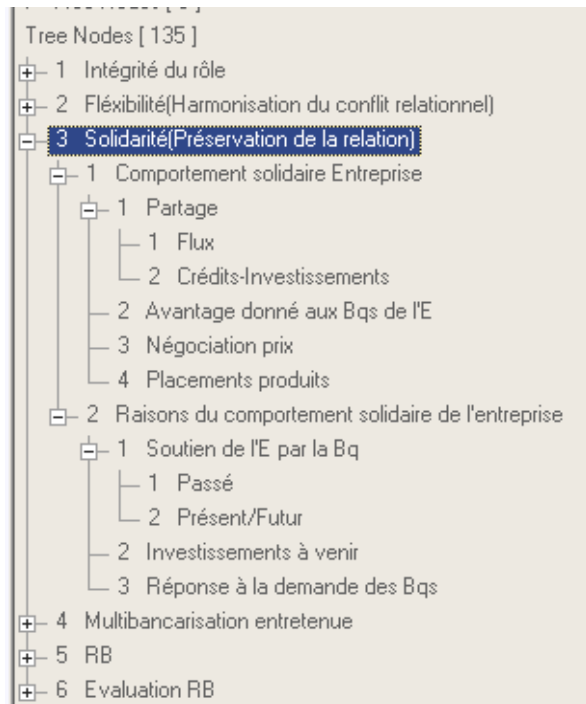 Tree Nodes [ 135 ]
1 Intégrité du rôle
2 Fléxibilité(Harmonisation du conflit relationnel)
3 Solidarité(Préservation de la relation)
1 Comportement solidaire Entreprise
1 Partage
1 Flux
2 Crédits-Investissements
2 Avantage donné aux Bqs de l'E
3 Négociation prix
4 Placements produits
2 Raisons du comportement solidaire de l'entreprise
1 Soutien de l'E par la Bq
1 Passé
2 Présent/Futur
2 Investissements à venir
3 Réponse à la demande des Bqs
4 Multibancarisation entretenue
5 RB
6 Evaluation RB